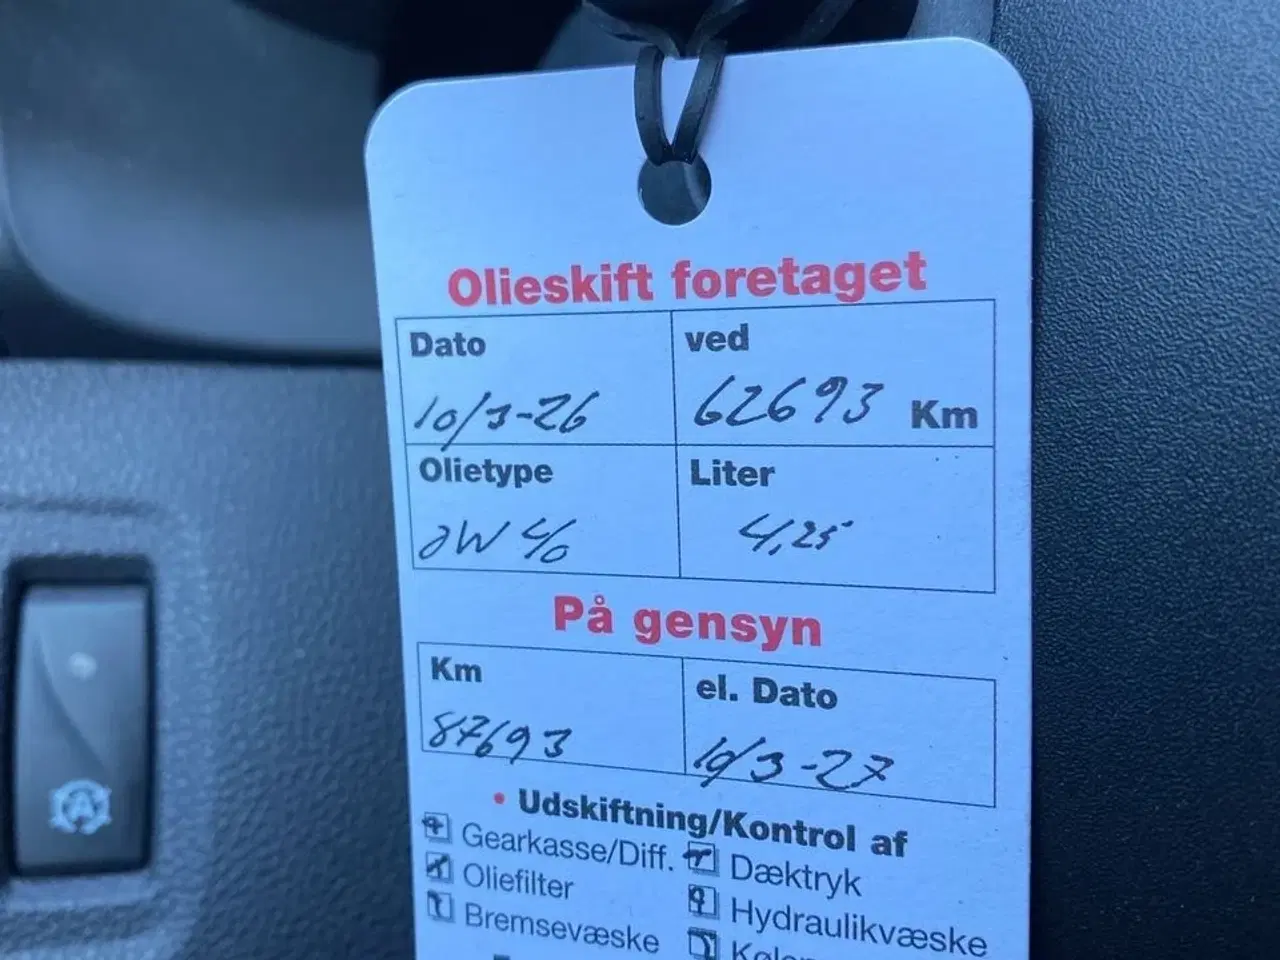 Olieskift foretaget
Dato ved
10/3-26 62693 Km
Olietype Liter
4,25
På gensyn
Km el. Dato
87693 10/3-27
• Udskiftning/Kontrol af
Gearkasse/Diff. Dæktryk
Oliefilter Hydraulikvæske
Bremsevæske